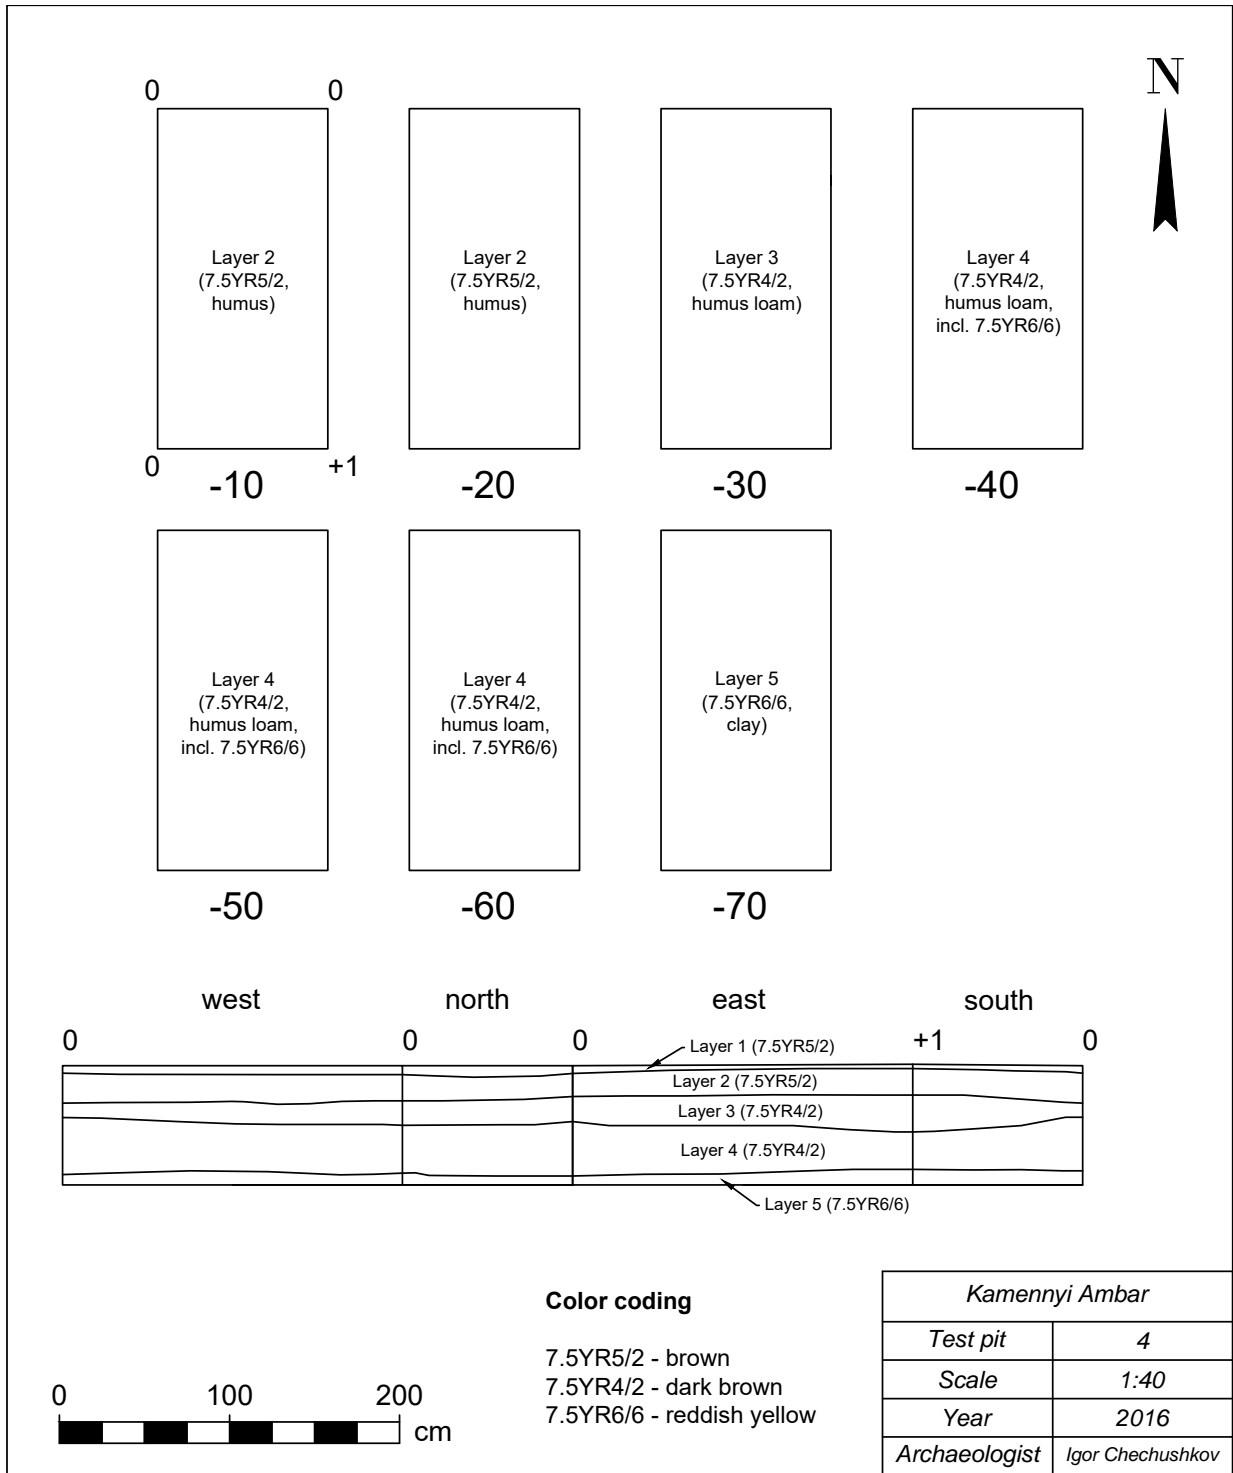 N
0 0
Layer 2
(7.5YR5/2,
humus)
Layer 2
(7.5YR5/2,
humus)
Layer 3
(7.5YR4/2,
humus loam)
Layer 4
(7.5YR4/2,
humus loam,
incl. 7.5YR6/6)
0 +1
-10 -20 -30 -40
Layer 4
(7.5YR4/2,
humus loam,
incl. 7.5YR6/6)
Layer 4
(7.5YR4/2,
humus loam,
incl. 7.5YR6/6)
Layer 5
(7.5YR6/6,
clay)
-50 -60 -70
west north east south
0 0 0 +1 0
Layer 1 (7.5YR5/2)
Layer 2 (7.5YR5/2)
Layer 3 (7.5YR4/2)
Layer 4 (7.5YR4/2)
Layer 5 (7.5YR6/6)
Color coding
7.5YR5/2 - brown
7.5YR4/2 - dark brown
7.5YR6/6 - reddish yellow
0 100 200
cm
Kamennyi Ambar
Test pit 4
Scale 1:40
Year 2016
Archaeologist Igor Chechushkov